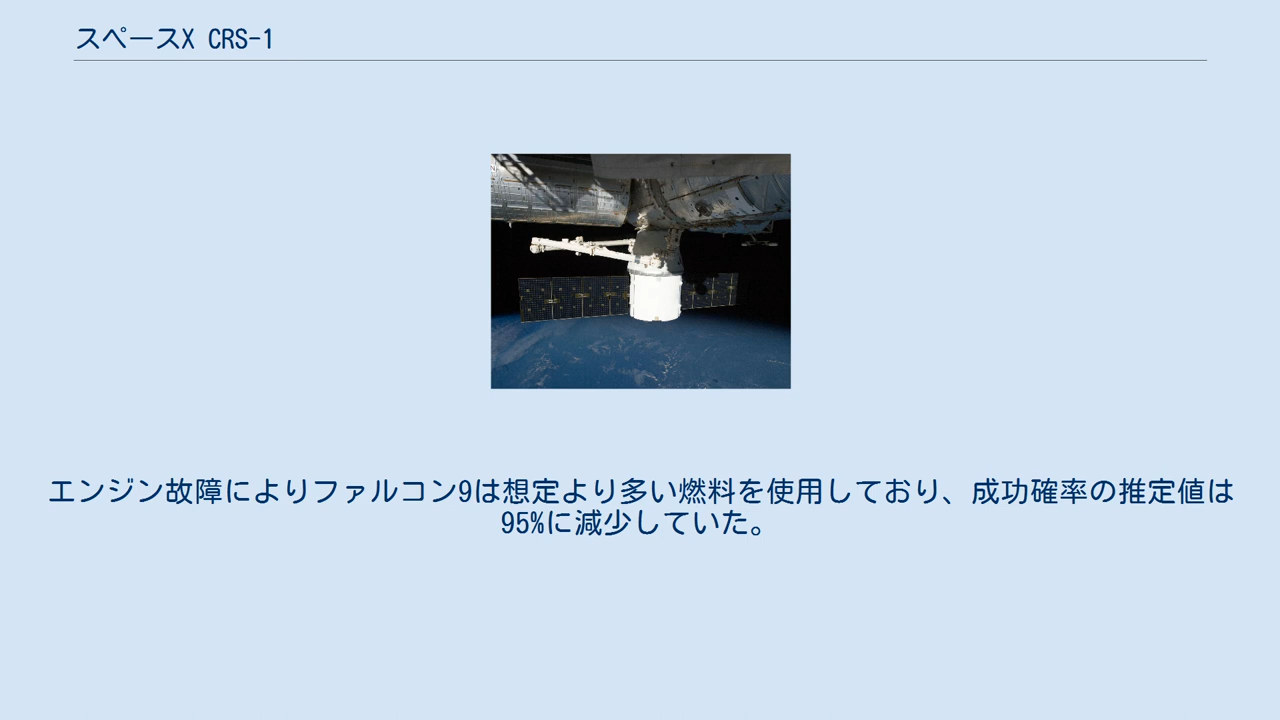 スペースX CRS-1
エンジン故障によりファルコン9は想定より多い燃料を使用しており、成功確率の推定値は
95%に減少していた。